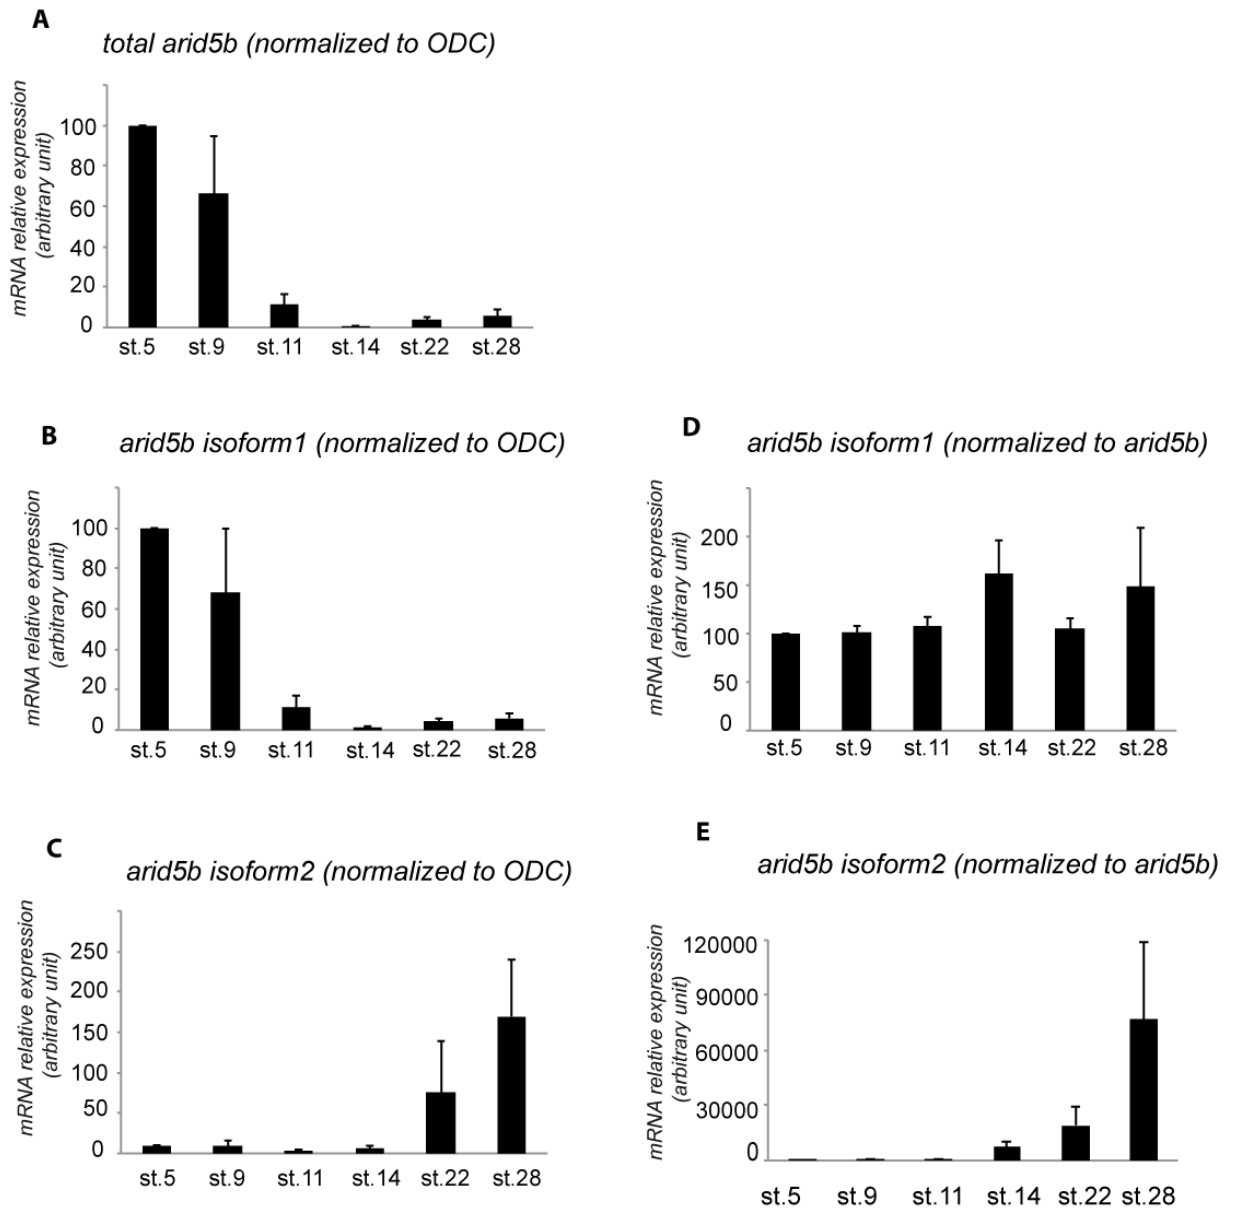 A
total arid5b (normalized to ODC)
mRNA relative expression
(arbitrary unit)
100
80
60
40
20
0
st.5 st.9 st.11 st.14 st.22 st.28
B
arid5b isoform1 (normalized to ODC)
mRNA relative expression
(arbitrary unit)
100
80
60
40
20
0
st.5 st.9 st.11 st.14 st.22 st.28
D
arid5b isoform1 (normalized to arid5b)
mRNA relative expression
(arbitrary unit)
200
150
100
50
0
st.5 st.9 st.11 st.14 st.22 st.28
C
arid5b isoform2 (normalized to ODC)
mRNA relative expression
(arbitrary unit)
250
200
150
100
50
0
st.5 st.9 st.11 st.14 st.22 st.28
E
arid5b isoform2 (normalized to arid5b)
mRNA relative expression
(arbitrary unit)
120000
90000
60000
30000
0
st.5 st.9 st.11 st.14 st.22 st.28